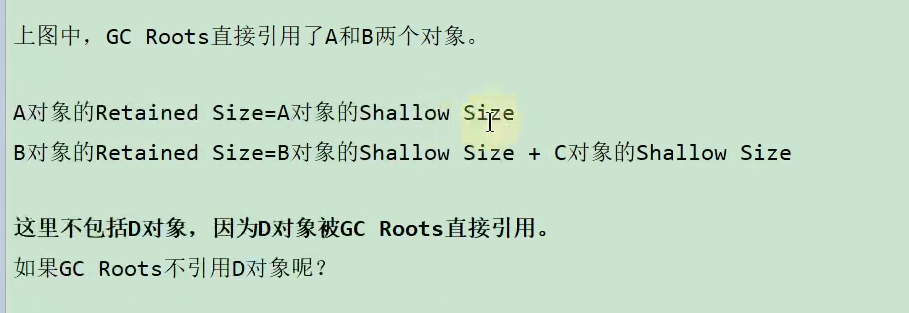 上图中，GC Roots直接引用了A和B两个对象。
A对象的Retained Size=A对象的Shallow Size
B对象的Retained Size=B对象的Shallow Size + C对象的Shallow Size
这里不包括D对象，因为D对象被GC Roots直接引用。
如果GC Roots不引用D对象呢？